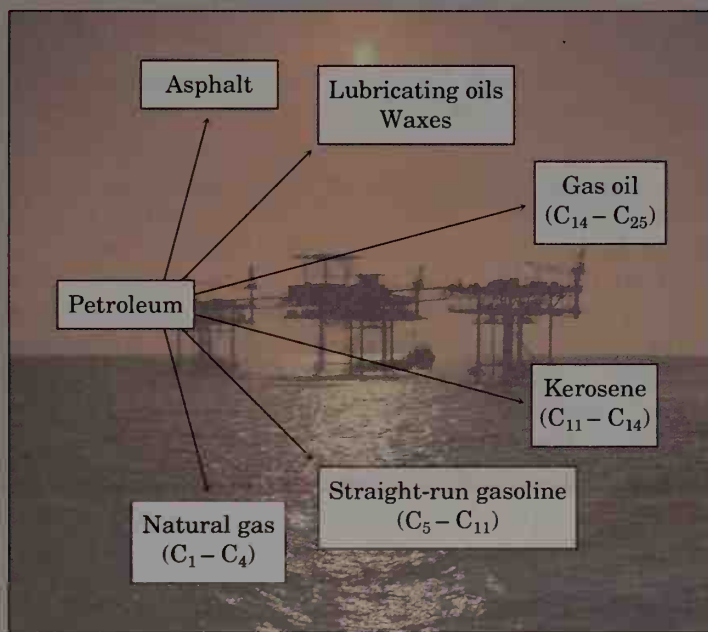 Asphalt
Lubricating oils
Waxes
Gas oil
(C₁₄ – C₂₅)
Petroleum
Kerosene
(C₁₁ – C₁₄)
Straight-run gasoline
(C₅ – C₁₁)
Natural gas
(C₁ – C₄)